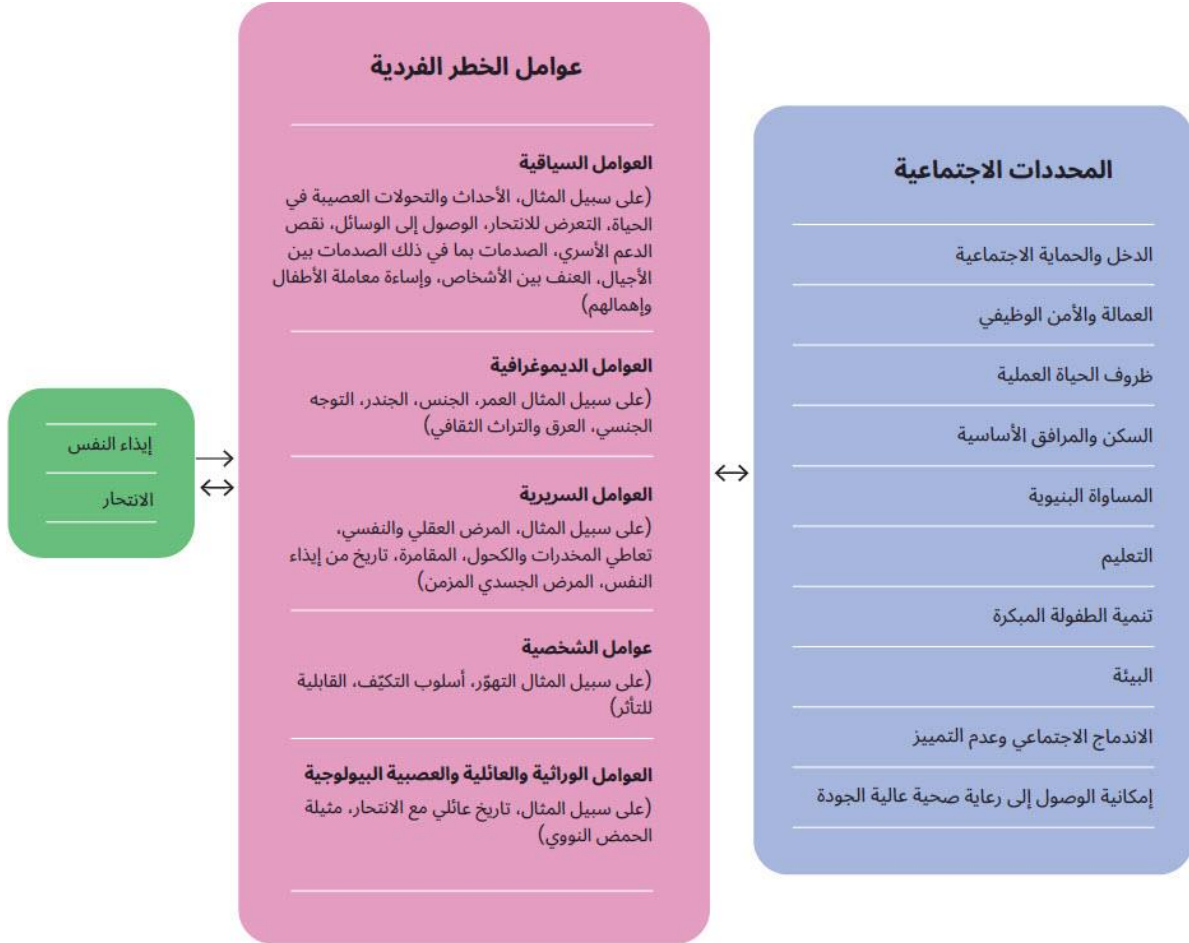 المحددات الاجتماعية
الدخل والحماية الاجتماعية
العمالة والأمن الوظيفي
ظروف الحياة العملية
السكن والمرافق الأساسية
المساواة البنيوية
التعليم
تنمية الطفولة المبكرة
البيئة
الاندماج الاجتماعي وعدم التمييز
إمكانية الوصول إلى رعاية صحية عالية الجودة
عوامل الخطر الفردية
العوامل السياقية
(على سبيل المثال، الأحداث والتحولات العصيبة في
الحياة، التعرض للانتحار، الوصول إلى الوسائل، نقص
الدعم الأسري، الصدمات بما في ذلك الصدمات بين
الأجيال، العنف بين الأشخاص، وإساءة معاملة الأطفال
وإهمالهم)
العوامل الديموغرافية
(على سبيل المثال العمر، الجنس، الجندر، التوجه
الجنسي، العرق والتراث الثقافي)
العوامل السريرية
(على سبيل المثال، المرض العقلي والنفسي،
تعاطي المخدرات والكحول، المقامرة، تاريخ من إيذاء
النفس، المرض الجسدي المزمن)
عوامل الشخصية
(على سبيل المثال التهوّر، أسلوب التكيّف، القابلية
للتأثر)
العوامل الوراثية والعائلية والعصبية البيولوجية
(على سبيل المثال، تاريخ عائلي مع الانتحار، مثيلة
الحمض النووي)
إيذاء النفس
الانتحار